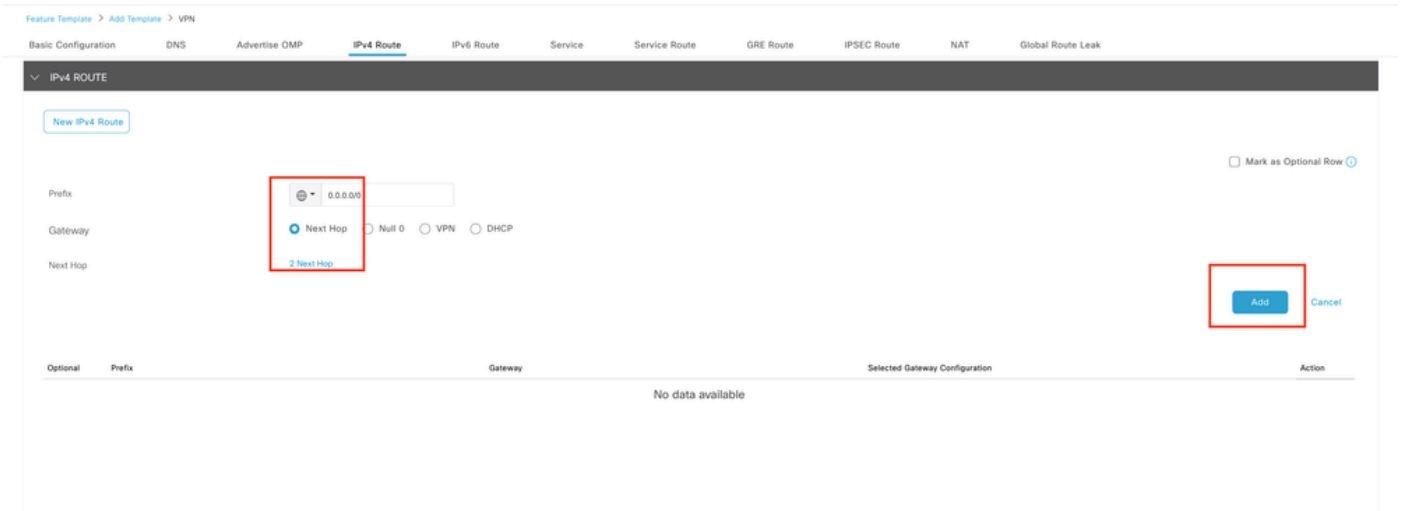 Feature Template > Add Template > VPN
Basic Configuration DNS Advertise OMP IPv4 Route IPv6 Route Service Service Route GRE Route IPSEC Route NAT Global Route Leak
IPv4 ROUTE
New IPv4 Route
Mark as Optional Row
Prefix 0.0.0.0/0
Gateway Next Hop Null 0 VPN DHCP
Next Hop 2 Next Hop
Add Cancel
Optional Prefix Gateway Selected Gateway Configuration Action
No data available